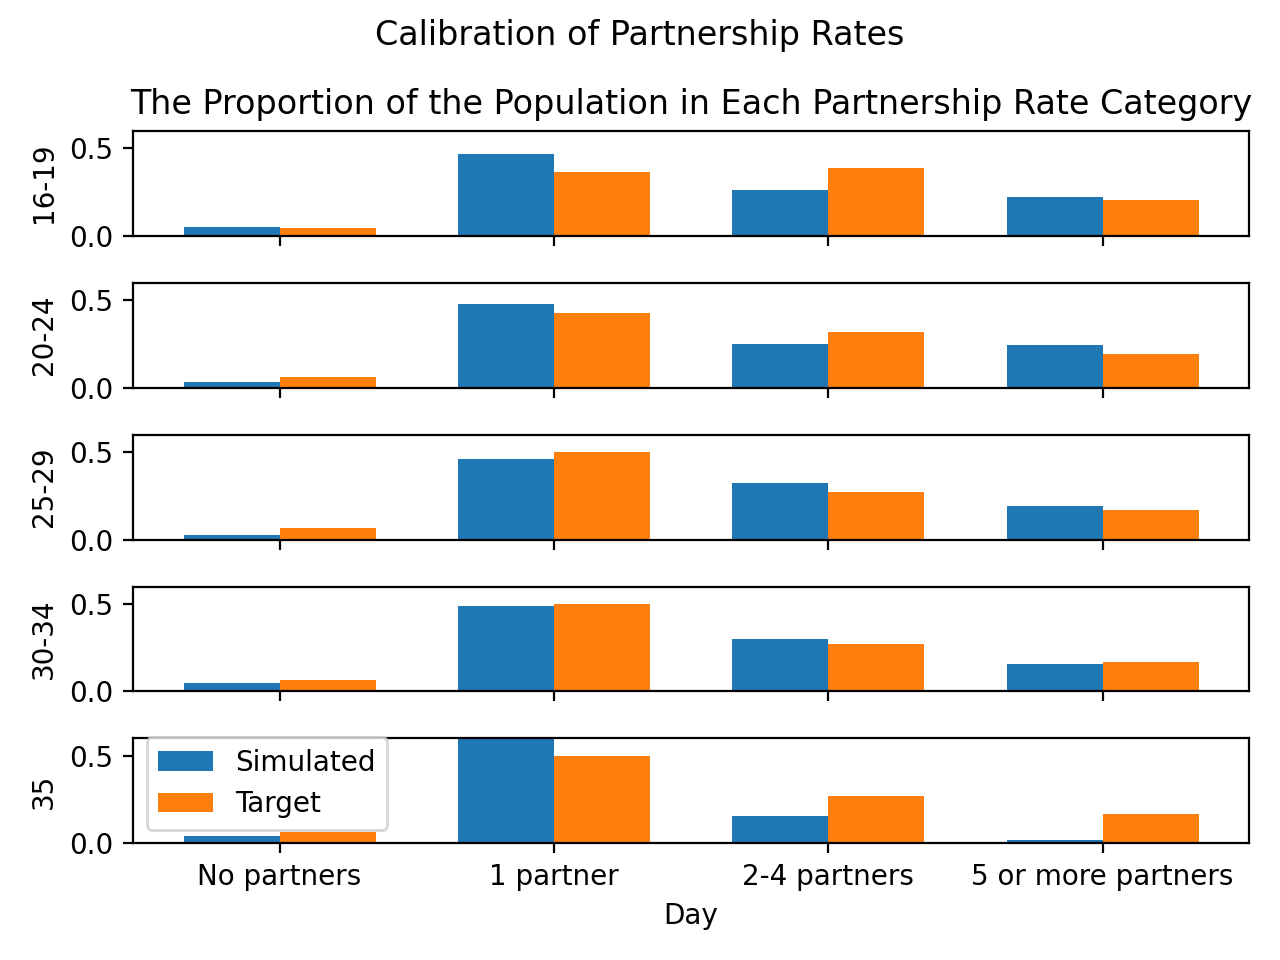 Calibration of Partnership Rates
The Proportion of the Population in Each Partnership Rate Category
16-19
0.5
0.0
20-24
0.5
0.0
25-29
0.5
0.0
30-34
0.5
0.0
35
0.5
0.0
Simulated
Target
No partners 1 partner 2-4 partners 5 or more partners
Day